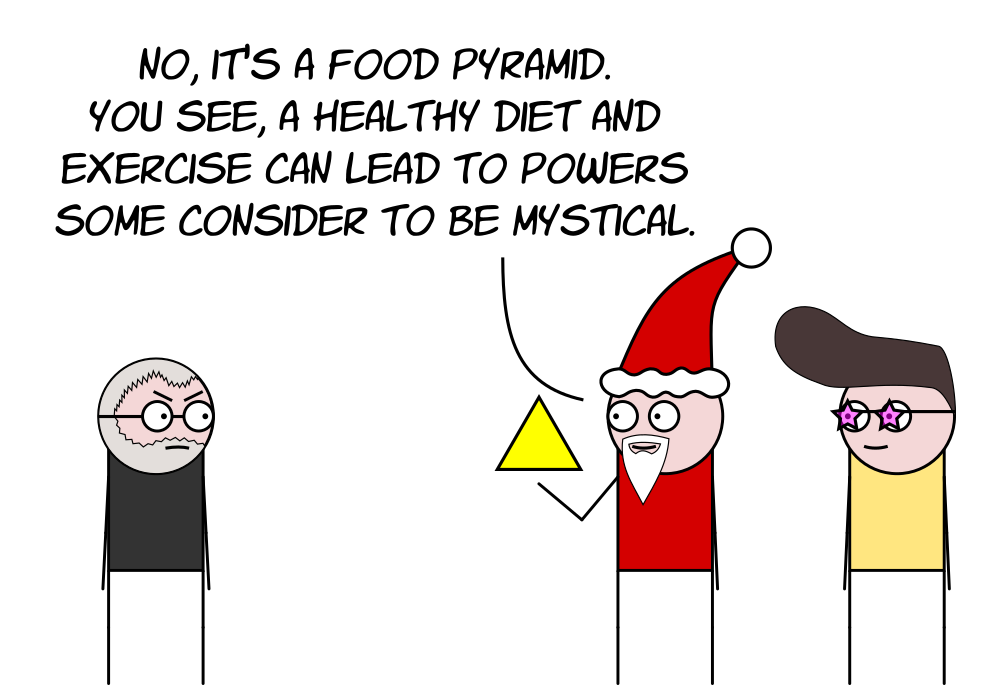 NO, IT'S A FOOD PYRAMID.
YOU SEE, A HEALTHY DIET AND
EXERCISE CAN LEAD TO POWERS
SOME CONSIDER TO BE MYSTICAL.